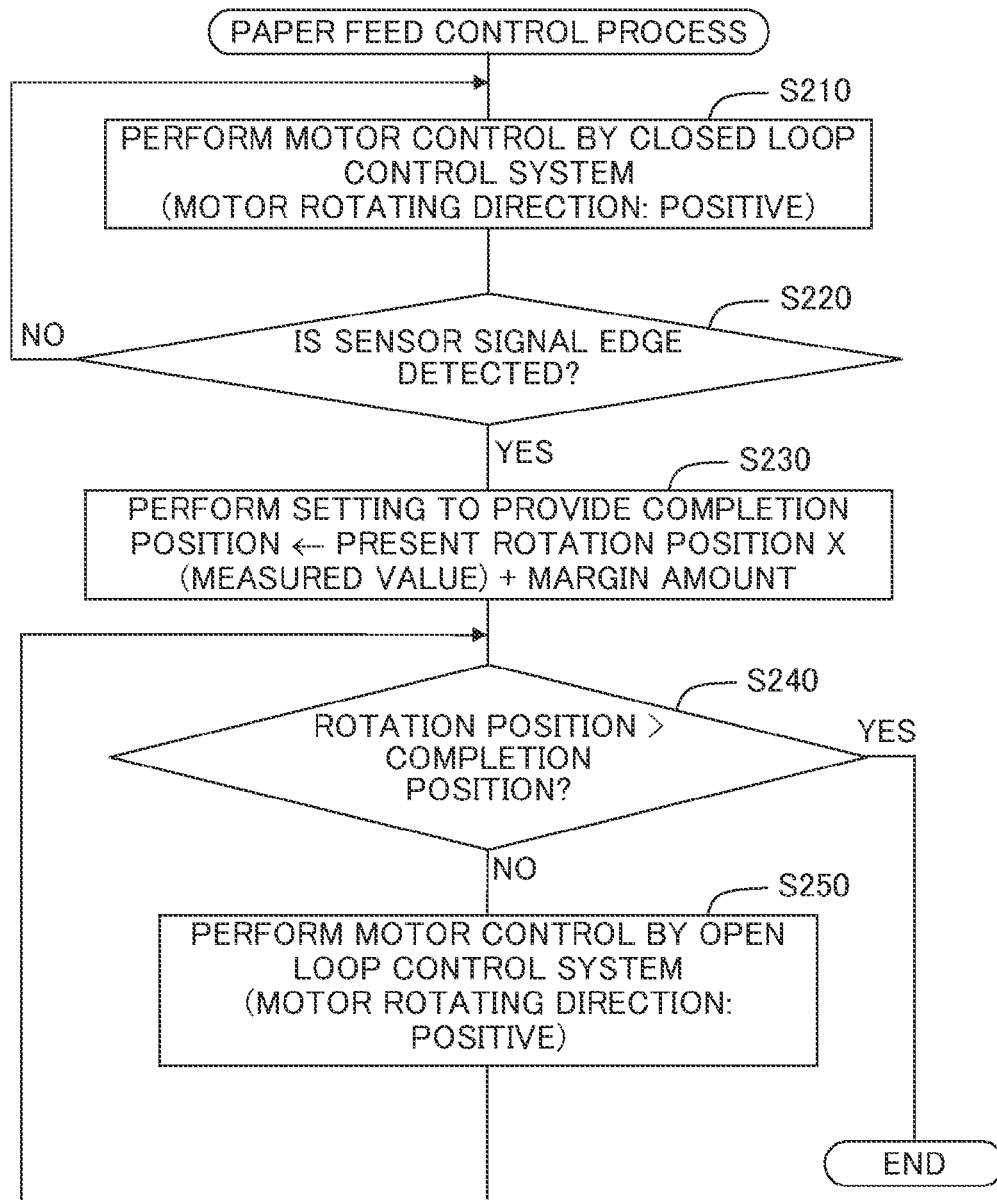 PAPER FEED CONTROL PROCESS
S210
PERFORM MOTOR CONTROL BY CLOSED LOOP
CONTROL SYSTEM
(MOTOR ROTATING DIRECTION: POSITIVE)
S220
NO
IS SENSOR SIGNAL EDGE
DETECTED?
YES
S230
PERFORM SETTING TO PROVIDE COMPLETION
POSITION ← PRESENT ROTATION POSITION X
(MEASURED VALUE) + MARGIN AMOUNT
S240
ROTATION POSITION >
COMPLETION
POSITION?
YES
NO
S250
PERFORM MOTOR CONTROL BY OPEN
LOOP CONTROL SYSTEM
(MOTOR ROTATING DIRECTION:
POSITIVE)
END